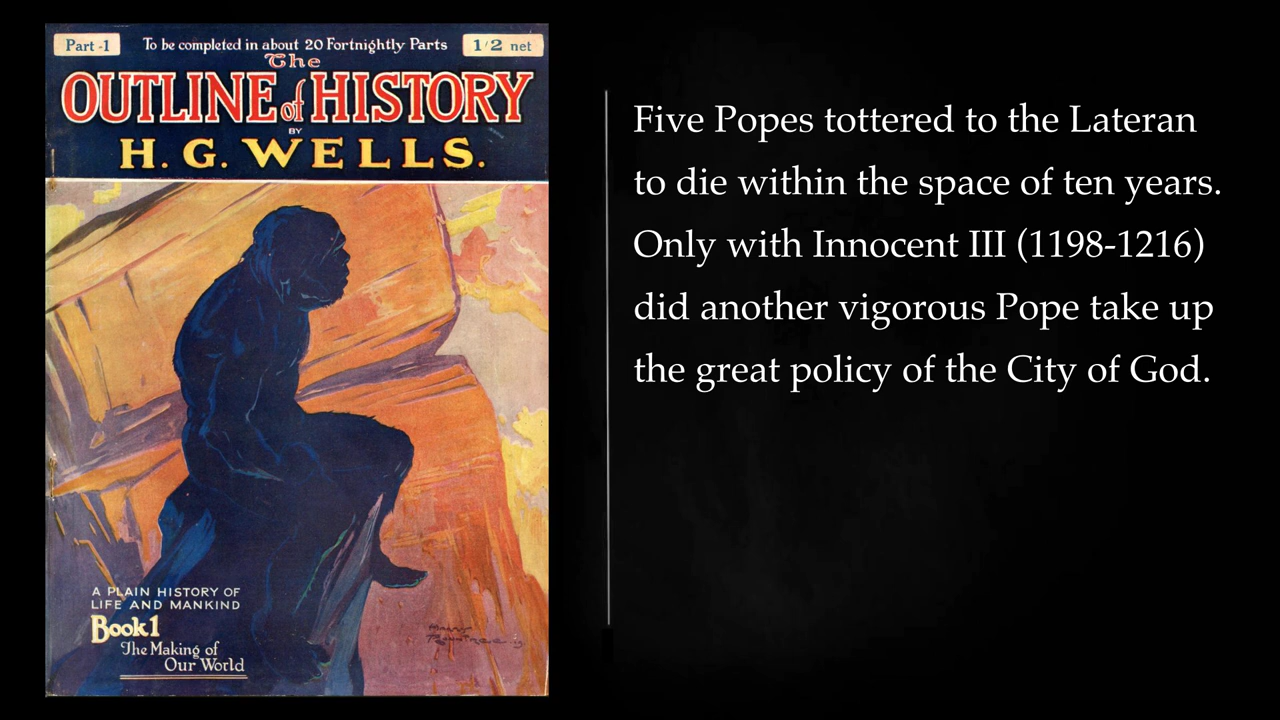 Part -1
To be completed in about 20 Fortnightly Parts
1/2 net
The
OUTLINE of HISTORY
BY
H. G. WELLS.
A PLAIN HISTORY OF
LIFE AND MANKIND
Book 1
The Making of
Our World
Five Popes tottered to the Lateran
to die within the space of ten years.
Only with Innocent III (1198-1216)
did another vigorous Pope take up
the great policy of the City of God.